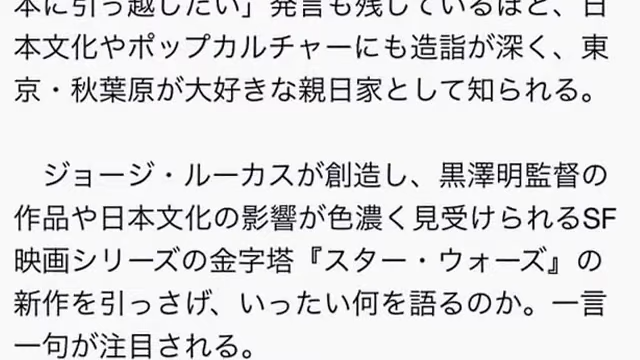 本に引っ越したい」発言も残しているほど、日
本文化やポップカルチャーにも造詣が深く、東
京・秋葉原が大好きな親日家として知られる。
ジョージ・ルーカスが創造し、黒澤明監督の
作品や日本文化の影響が色濃く見受けられるSF
映画シリーズの金字塔『スター・ウォーズ』の
新作を引っさげ、いったい何を語るのか。一言
一句が注目される。